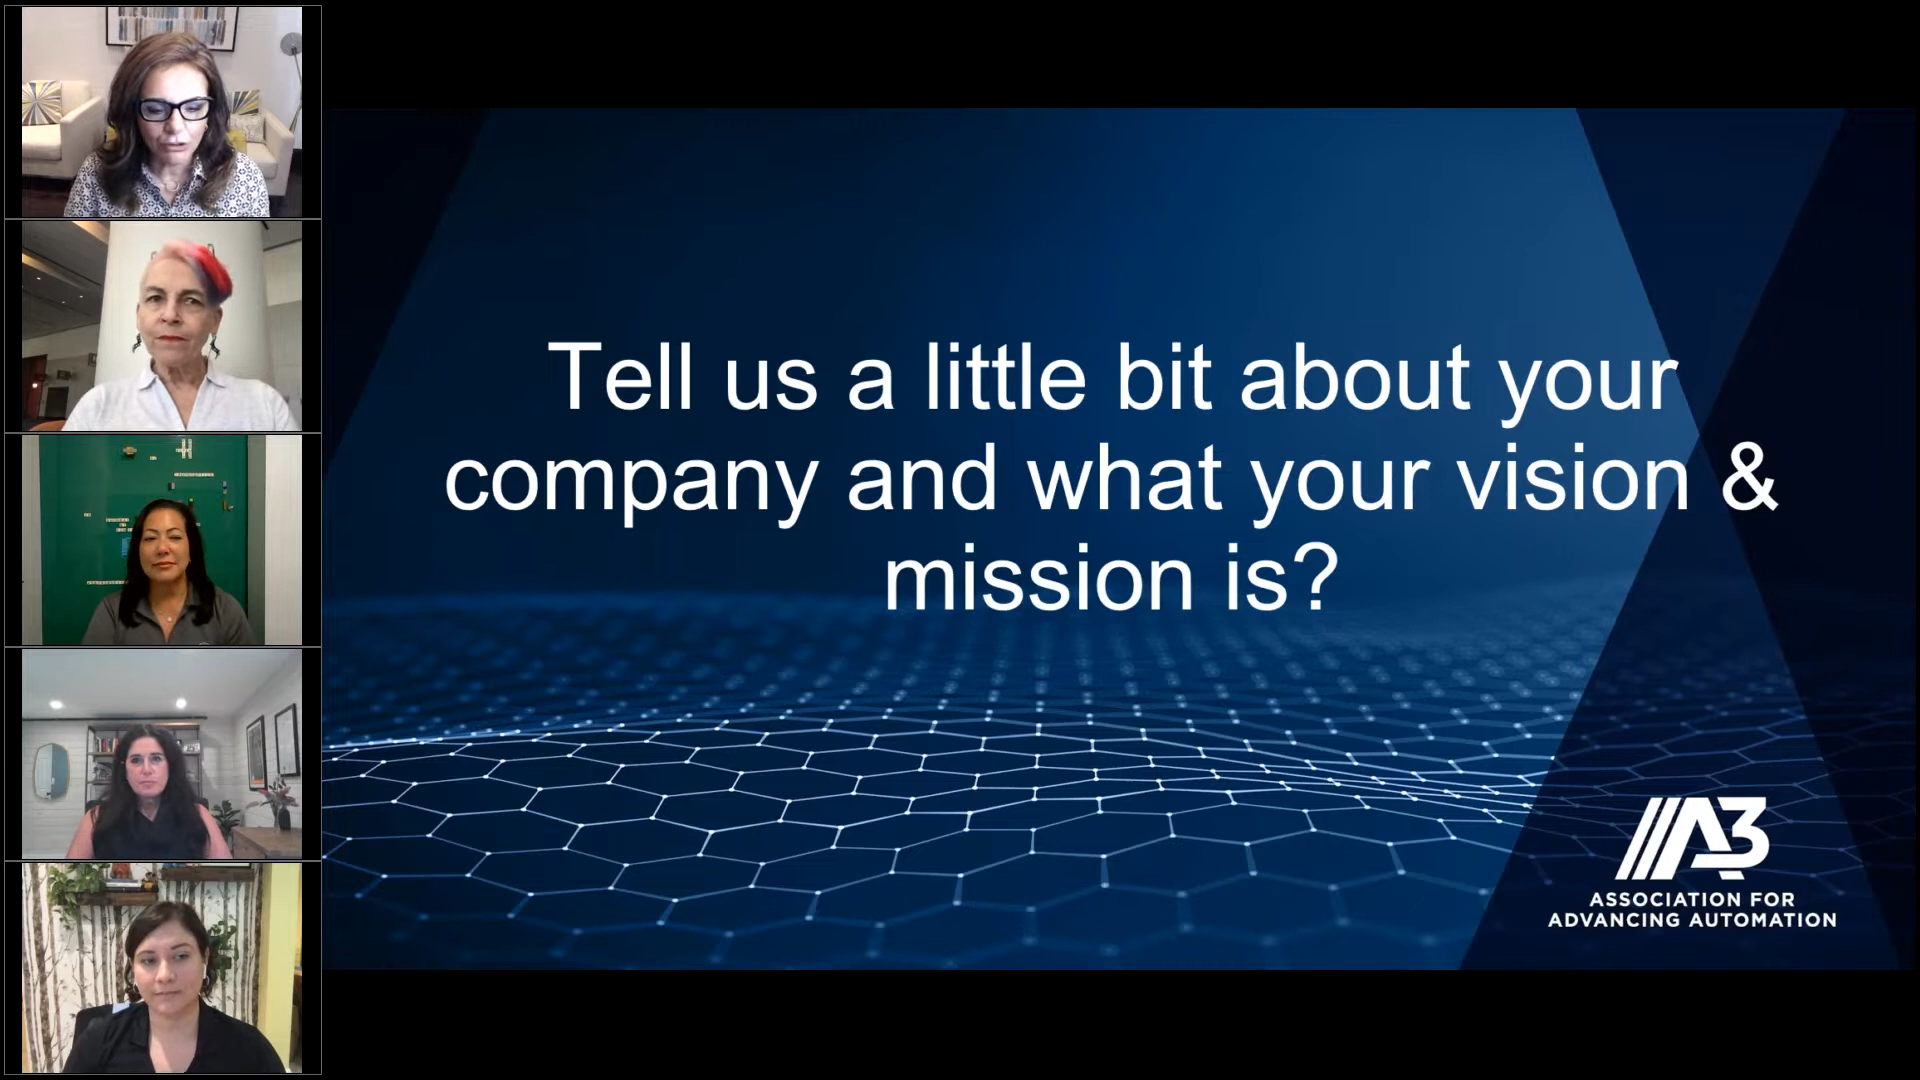 Tell us a little bit about your
company and what your vision &
mission is?
A3
ASSOCIATION FOR
ADVANCING AUTOMATION